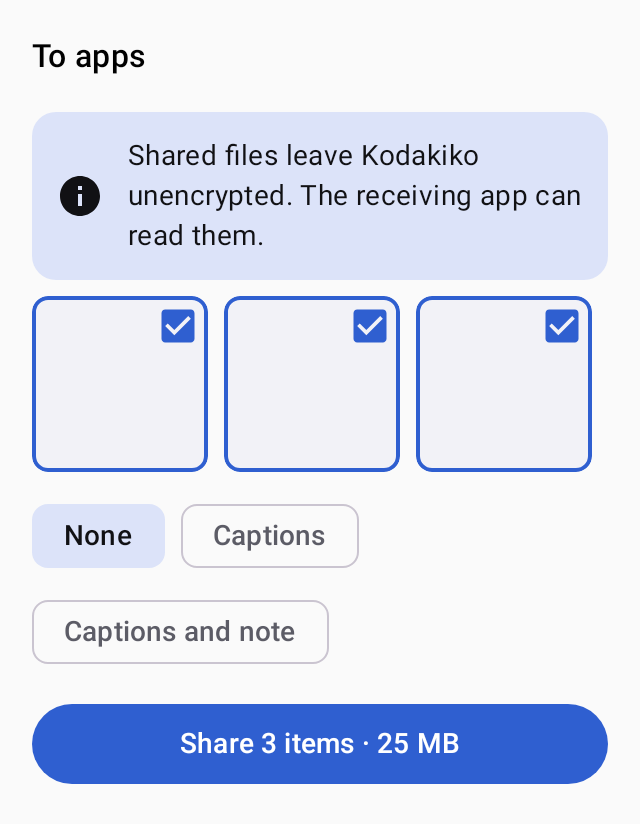 To apps
Shared files leave Kodakiko
unencrypted. The receiving app can
read them.
None
Captions
Captions and note
Share 3 items · 25 MB